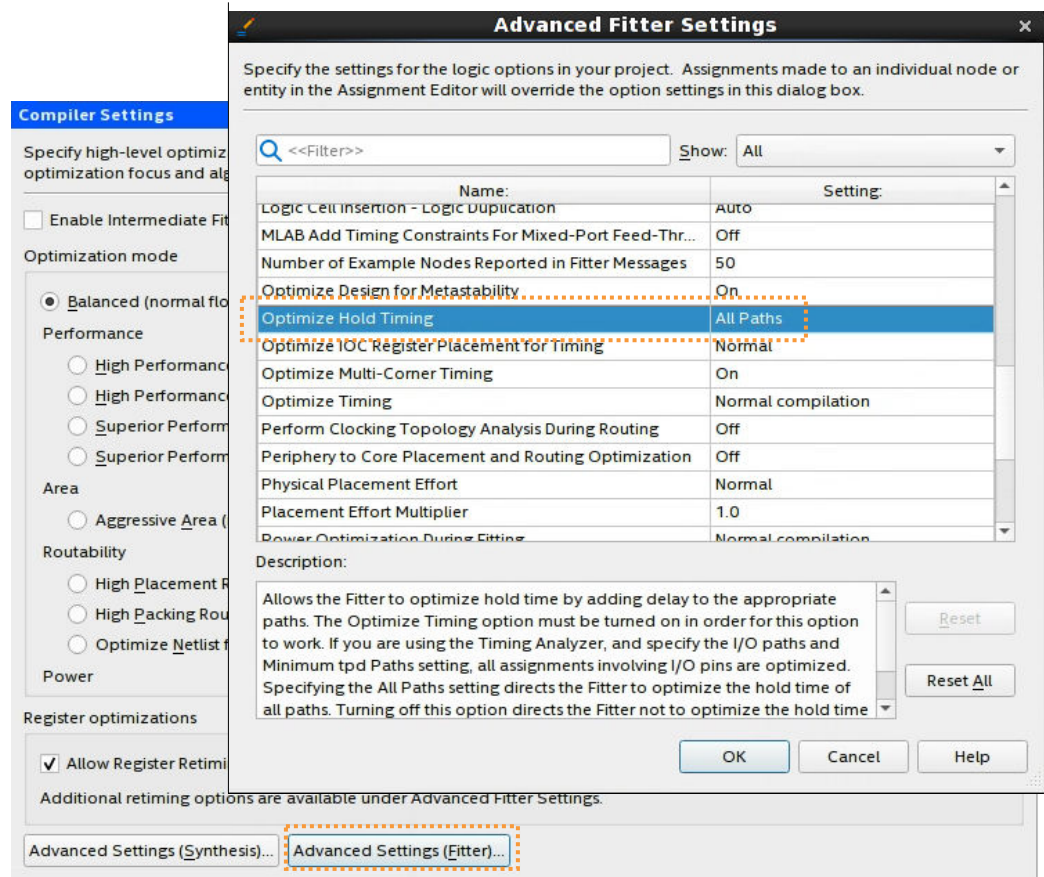 Advanced Fitter Settings
Specify the settings for the logic options in your project. Assignments made to an individual node or
entity in the Assignment Editor will override the option settings in this dialog box.
<<Filter>>
Show: All
Name: Setting:
Logic Cell Insertion - Logic Duplication Auto
MLAB Add Timing Constraints For Mixed-Port Feed-Thr... Off
Number of Example Nodes Reported in Fitter Messages 50
Optimize Design for Metastability On
Optimize Hold Timing All Paths
Optimize IOC Register Placement for Timing Normal
Optimize Multi-Corner Timing On
Optimize Timing Normal compilation
Perform Clocking Topology Analysis During Routing Off
Periphery to Core Placement and Routing Optimization Off
Physical Placement Effort Normal
Placement Effort Multiplier 1.0
Power Optimization During Fitting Normal compilation
Description:
Allows the Fitter to optimize hold time by adding delay to the appropriate
paths. The Optimize Timing option must be turned on in order for this option
to work. If you are using the Timing Analyzer, and specify the I/O paths and
Minimum tpd Paths setting, all assignments involving I/O pins are optimized.
Specifying the All Paths setting directs the Fitter to optimize the hold time of
all paths. Turning off this option directs the Fitter not to optimize the hold time
Reset
Reset All
OK Cancel Help
Compiler Settings
Specify high-level optimiz
optimization focus and alg
Enable Intermediate Fit
Optimization mode
Balanced (normal flo
Performance
High Performance
High Performance
Superior Perform
Superior Perform
Area
Aggressive Area (
Routability
High Placement R
High Packing Rou
Optimize Netlist f
Power
Register optimizations
Allow Register Retimi
Additional retiming options are available under Advanced Fitter Settings.
Advanced Settings (Synthesis)... Advanced Settings (Fitter)...